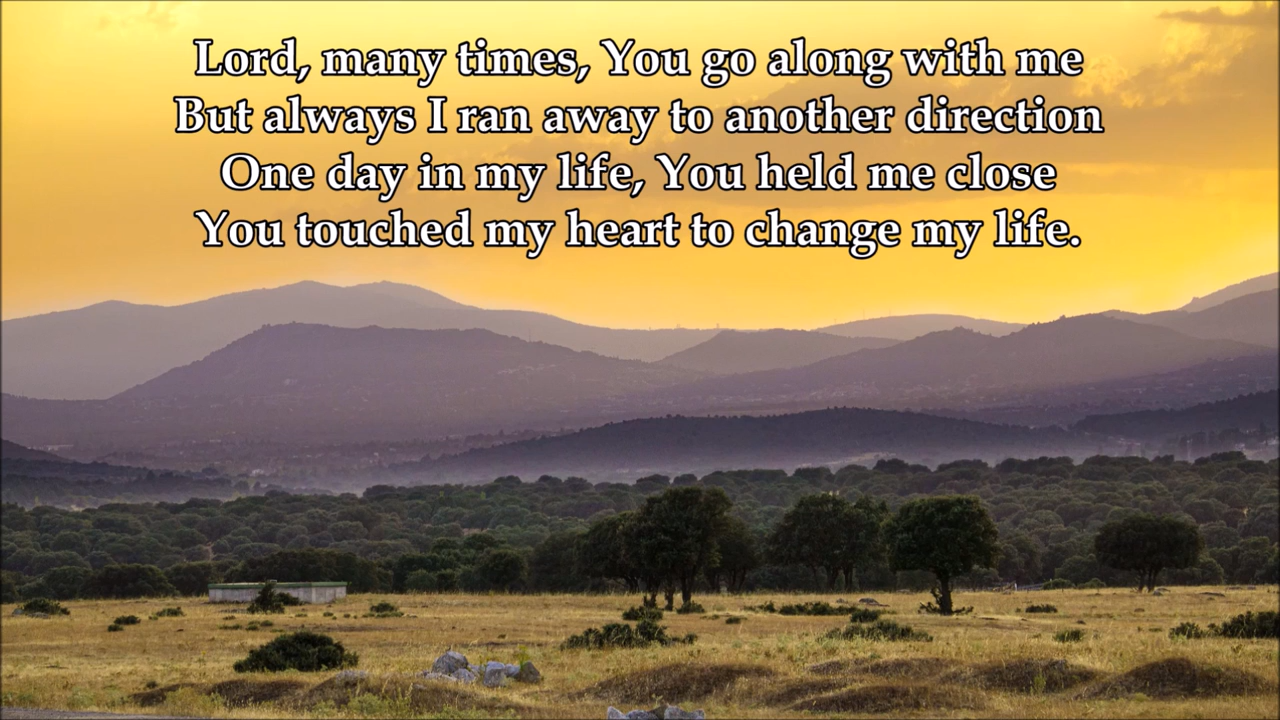 Lord, many times, You go along with me
But always I ran away to another direction
One day in my life, You held me close
You touched my heart to change my life.